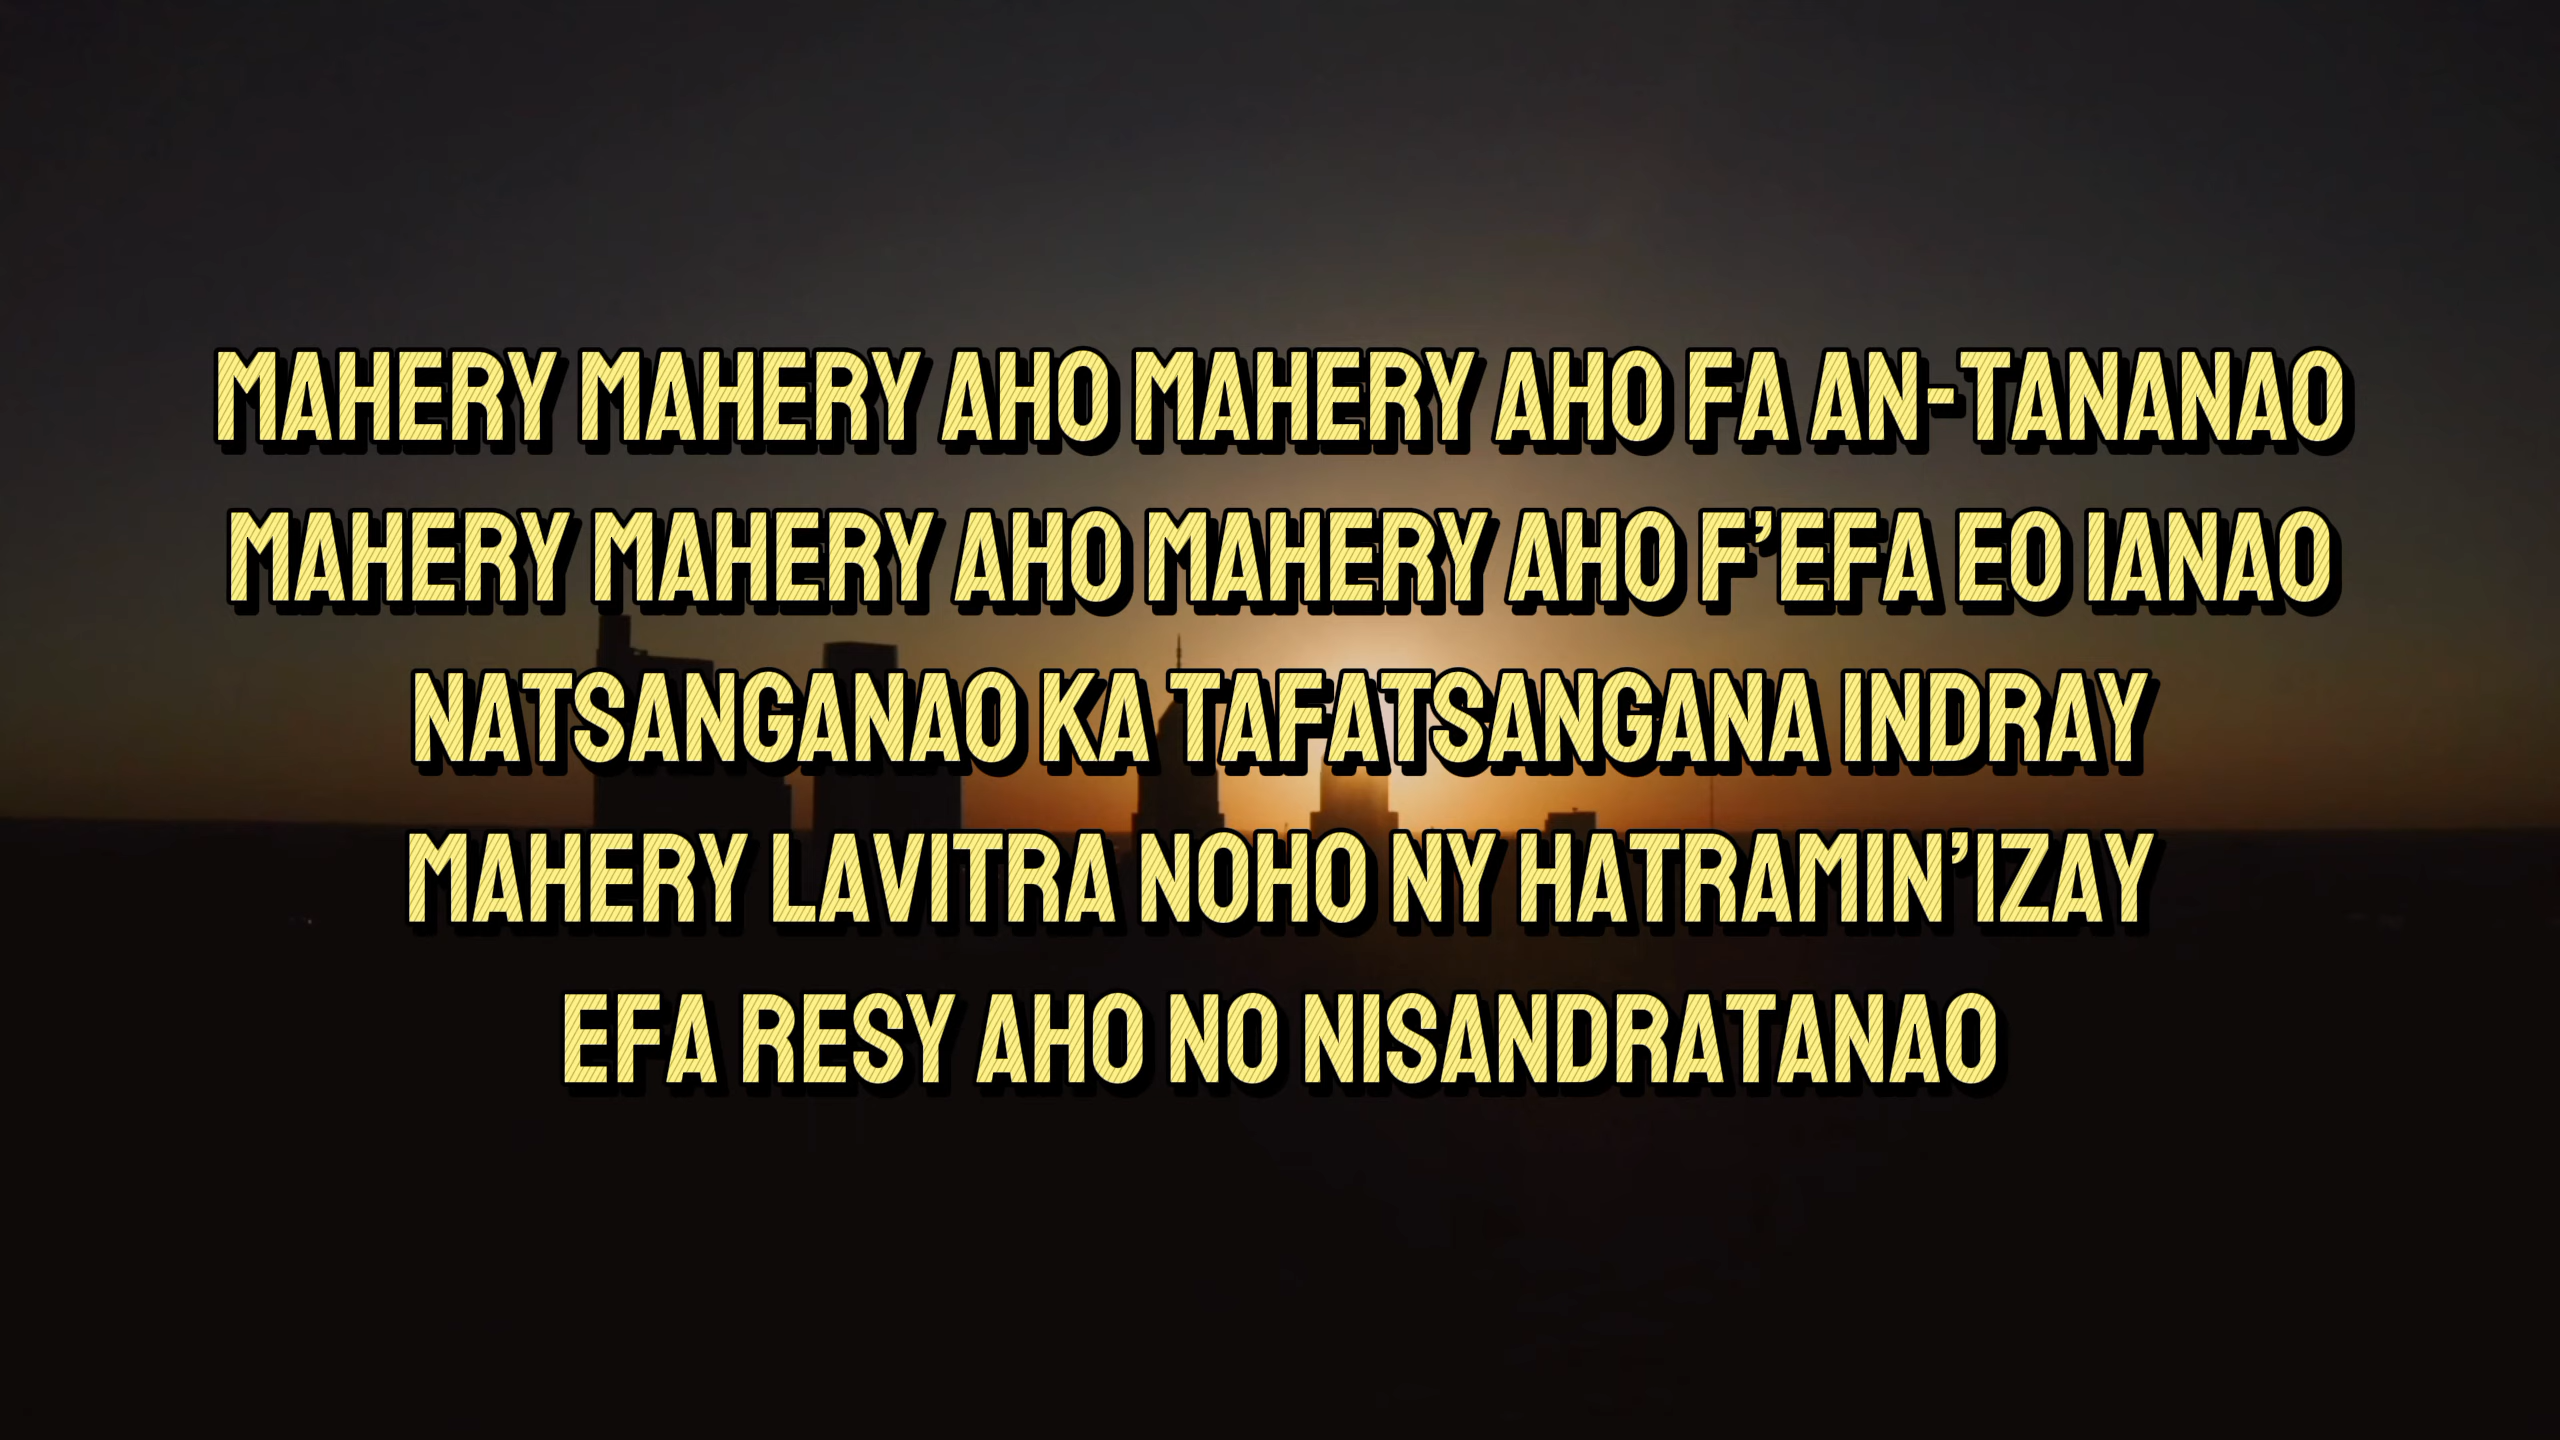 MAHERY MAHERY AHO MAHERY AHO FA AN-TANANAO
MAHERY MAHERY AHO MAHERY AHO F’EFA EO IANAO
NATSANGANAO KA TAFATSANGANA INDRAY
MAHERY LAVITRA NOHO NY HATRAMIN’IZAY
EFA RESY AHO NO NISANDRATANAO